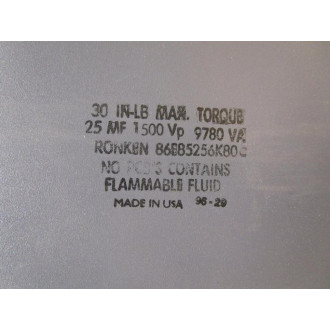 30 IN-LB MAX. TORQUE
25 MF 1500 Vp 9780 VA
RONKEN 86E85256K80C
NO PCB'S CONTAINS
FLAMMABLE FLUID
MADE IN USA 96-29